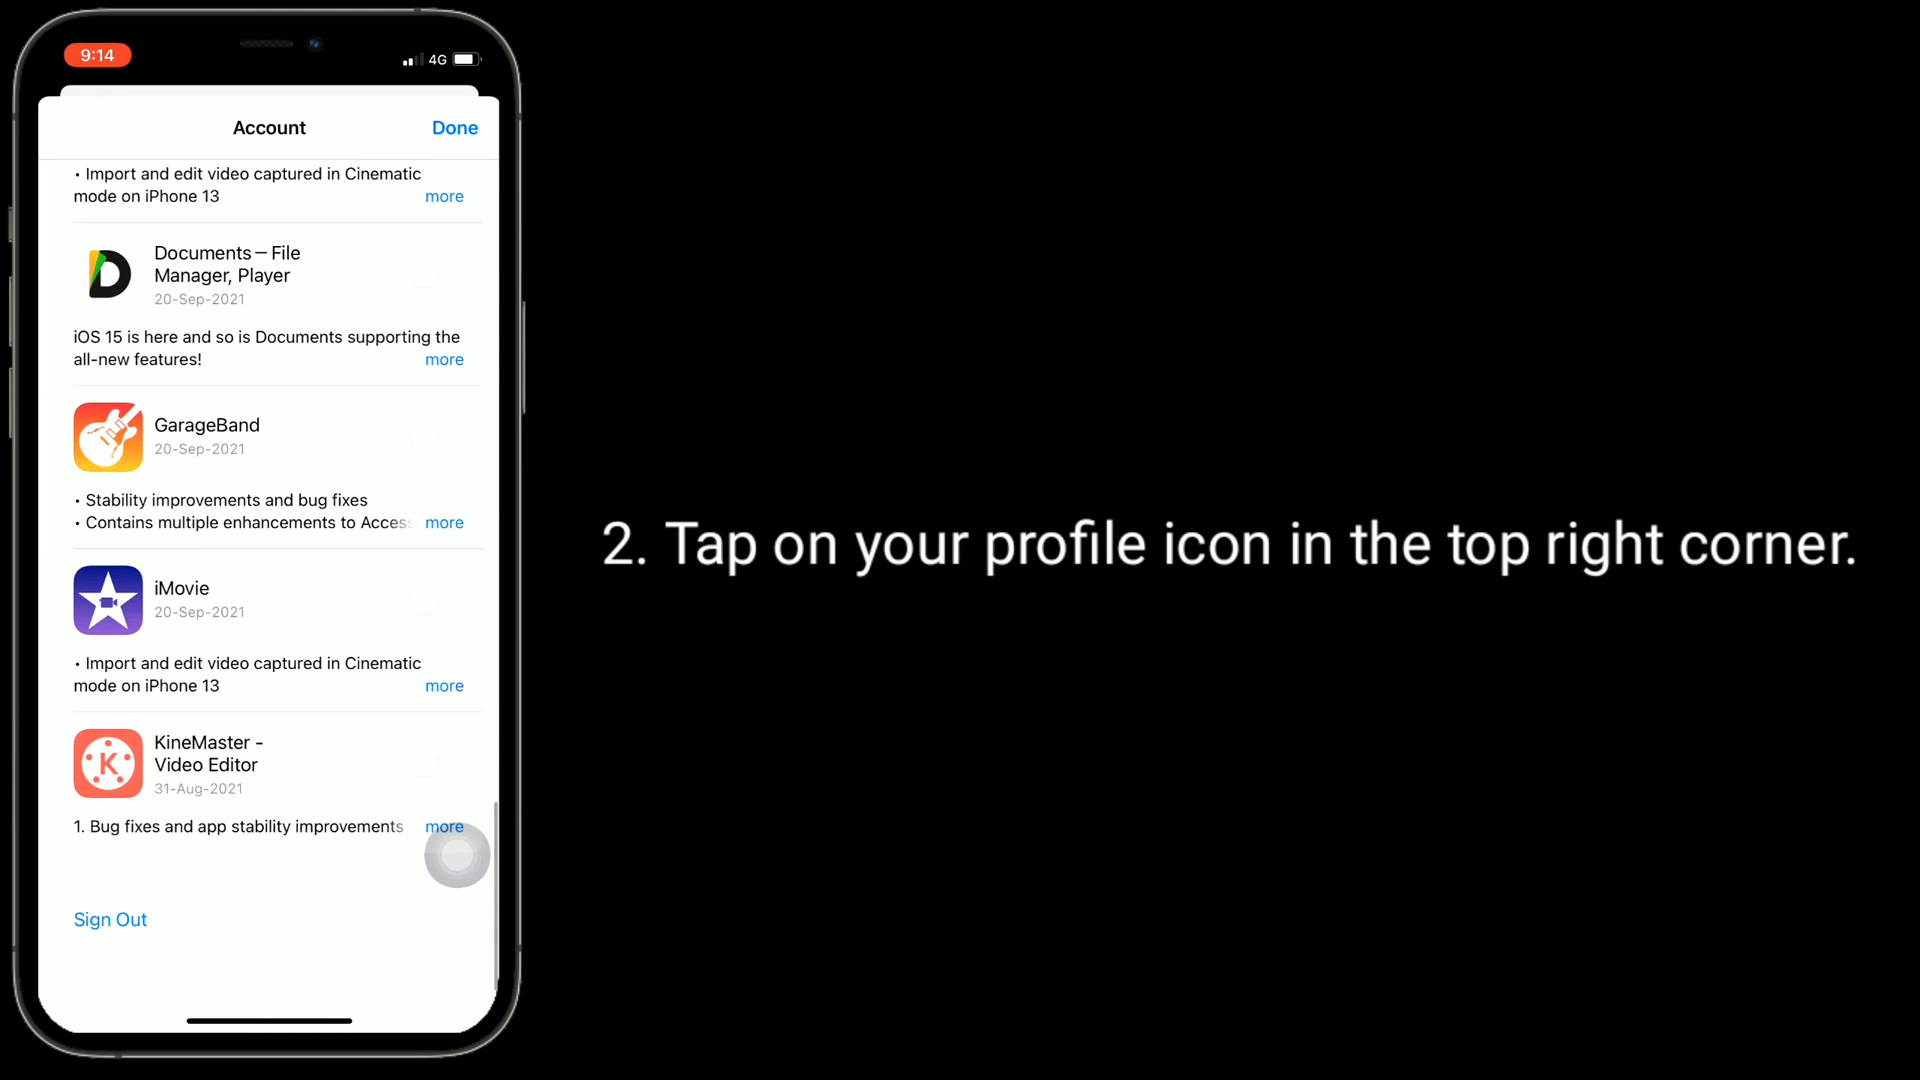 9:14
4G
Account
Done
• Import and edit video captured in Cinematic
mode on iPhone 13
more
Documents – File
Manager, Player
20-Sep-2021
iOS 15 is here and so is Documents supporting the
all-new features!
more
GarageBand
20-Sep-2021
• Stability improvements and bug fixes
• Contains multiple enhancements to Access
more
iMovie
20-Sep-2021
• Import and edit video captured in Cinematic
mode on iPhone 13
more
K
KineMaster -
Video Editor
31-Aug-2021
1. Bug fixes and app stability improvements
more
Sign Out
2. Tap on your profile icon in the top right corner.